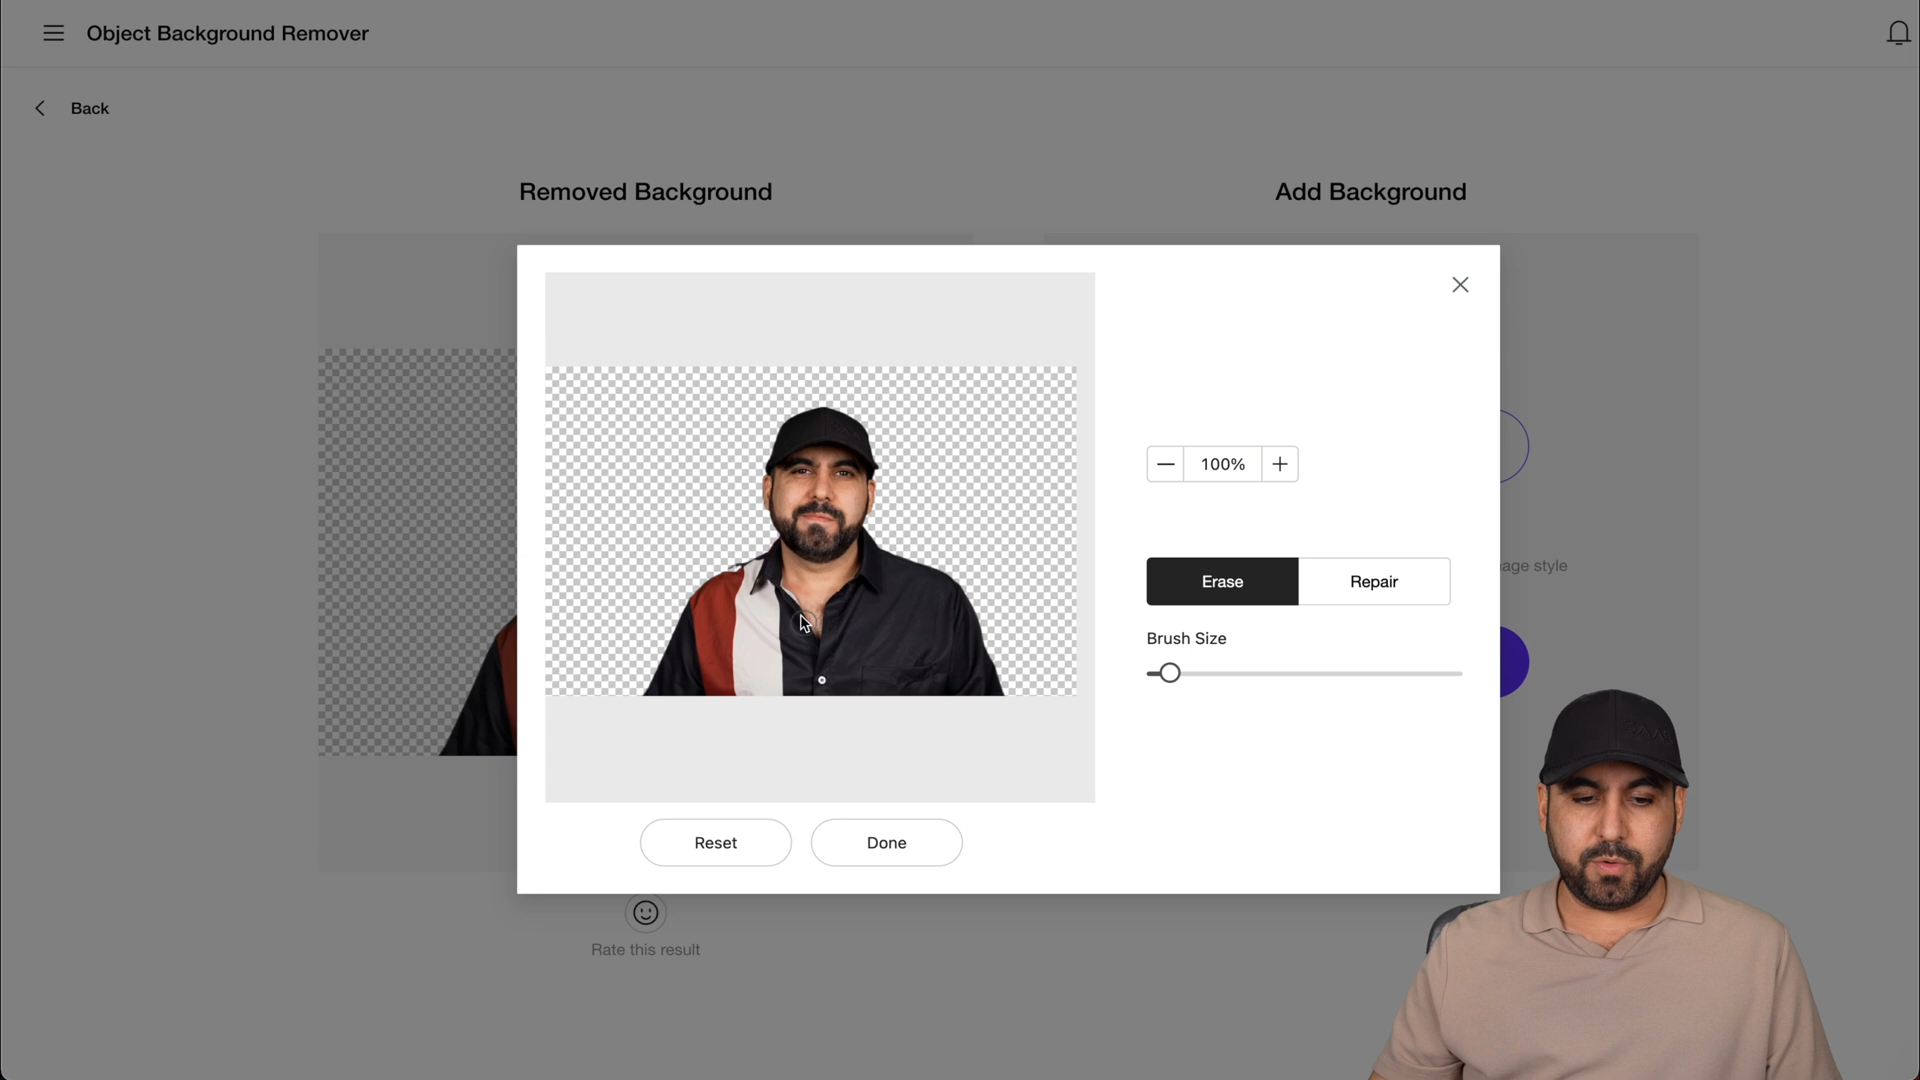 Object Background Remover
Back
Removed Background
Add Background
100%
Erase
Repair
age style
Brush Size
Reset
Done
Rate this result